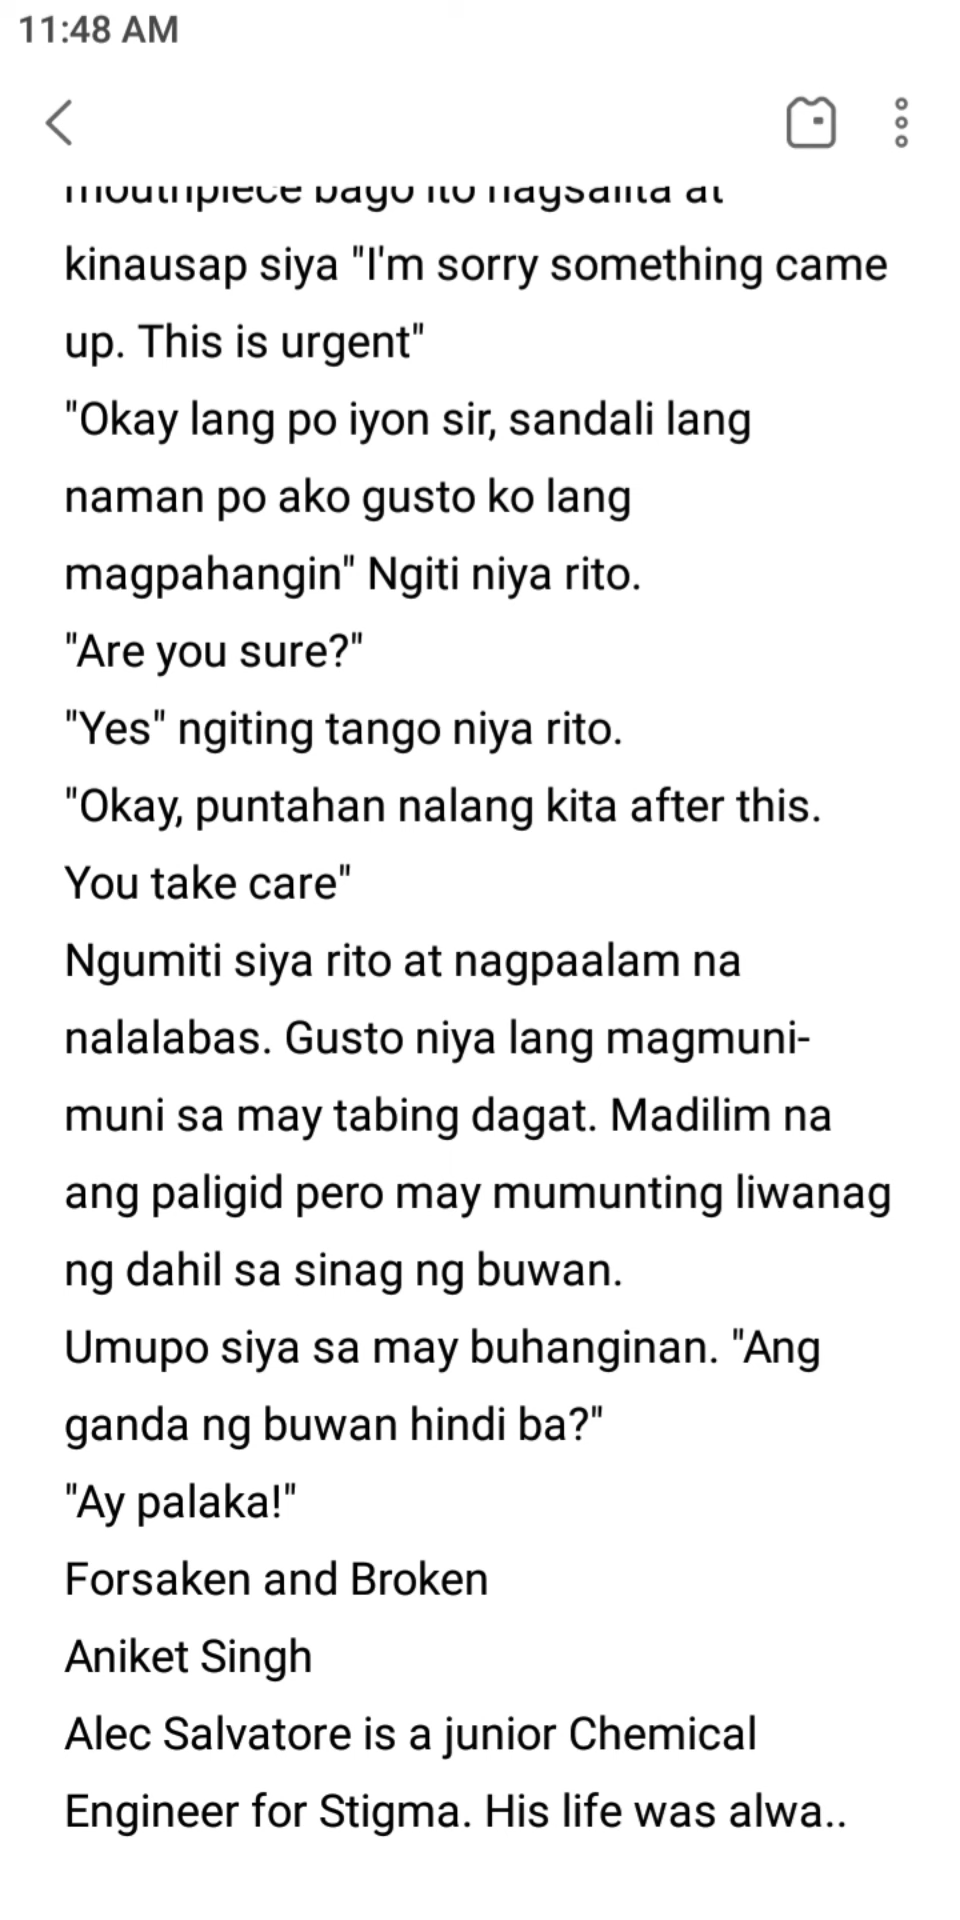 11:48 AM
mouthpiece bago ito nagsalita at
kinausap siya "I'm sorry something came
up. This is urgent"
"Okay lang po iyon sir, sandali lang
naman po ako gusto ko lang
magpahangin" Ngiti niya rito.
"Are you sure?"
"Yes" ngiting tango niya rito.
"Okay, puntahan nalang kita after this.
You take care"
Ngumiti siya rito at nagpaalam na
nalalabas. Gusto niya lang magmuni-
muni sa may tabing dagat. Madilim na
ang paligid pero may mumunting liwanag
ng dahil sa sinag ng buwan.
Umupo siya sa may buhanginan. "Ang
ganda ng buwan hindi ba?"
"Ay palaka!"
Forsaken and Broken
Aniket Singh
Alec Salvatore is a junior Chemical
Engineer for Stigma. His life was alwa..